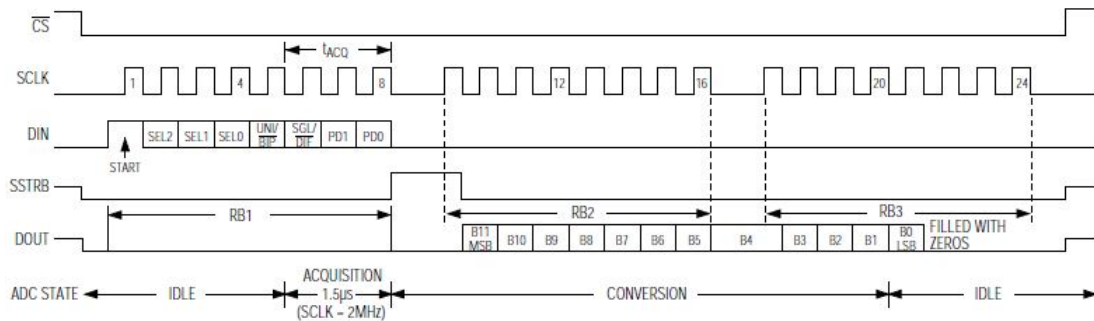 CS
tACQ
SCLK 1 4 8 12 16 20 24
DIN SEL2 SEL1 SEL0 UNI/ BIP SGL/ DIF PD1 PD0
START
SSTRB
RB1 RB2 RB3
DOUT B11 MSB B10 B9 B8 B7 B6 B5 B4 B3 B2 B1 B0 LSB FILLED WITH ZEROS
ADC STATE IDLE ACQUISITION 1.5µs (SCLK = 2MHz) CONVERSION IDLE